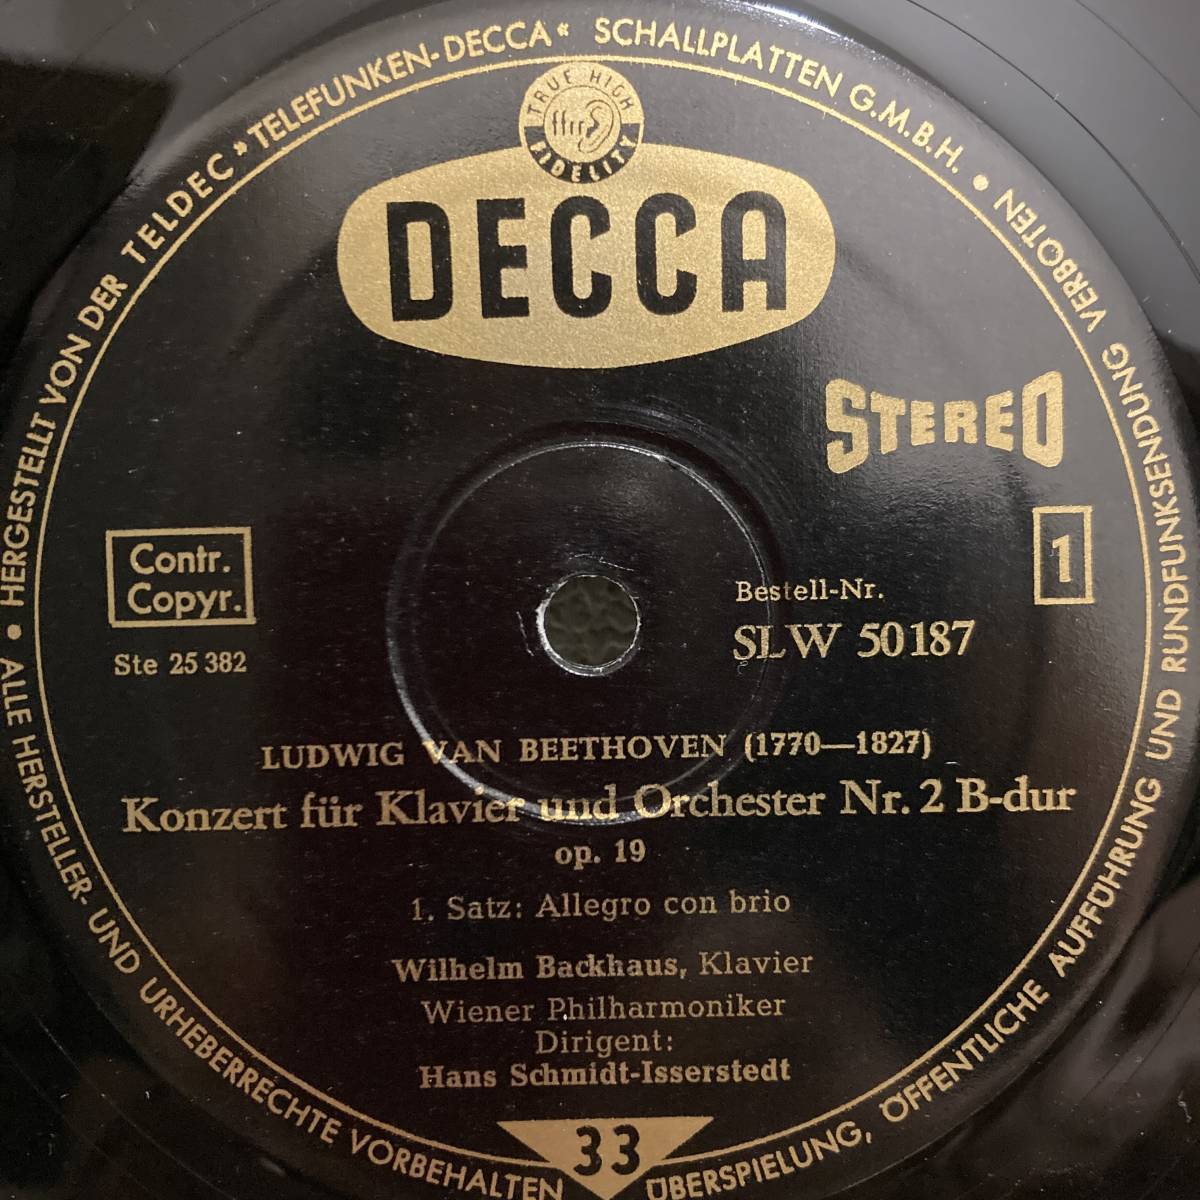 • HERGESTELLT VON DER TELDEC »TELEFUNKEN-DECCA« SCHALLPLATTEN G.M.B.H. •
• ALLE HERSTELLER- UND URHEBERRECHTE VORBEHALTEN
ÜBERSPIELUNG, ÖFFENTLICHE AUFFÜHRUNG UND RUNDFUNKSENDUNG VERBOTEN
TRUE HIGH
ffrr
FIDELITY
DECCA
STEREO
1
Contr.
Copyr.
Ste 25 382
Bestell-Nr.
SLW 50187
LUDWIG VAN BEETHOVEN (1770—1827)
Konzert für Klavier und Orchester Nr. 2 B-dur
op. 19
1. Satz: Allegro con brio
Wilhelm Backhaus, Klavier
Wiener Philharmoniker
Dirigent:
Hans Schmidt-Isserstedt
33